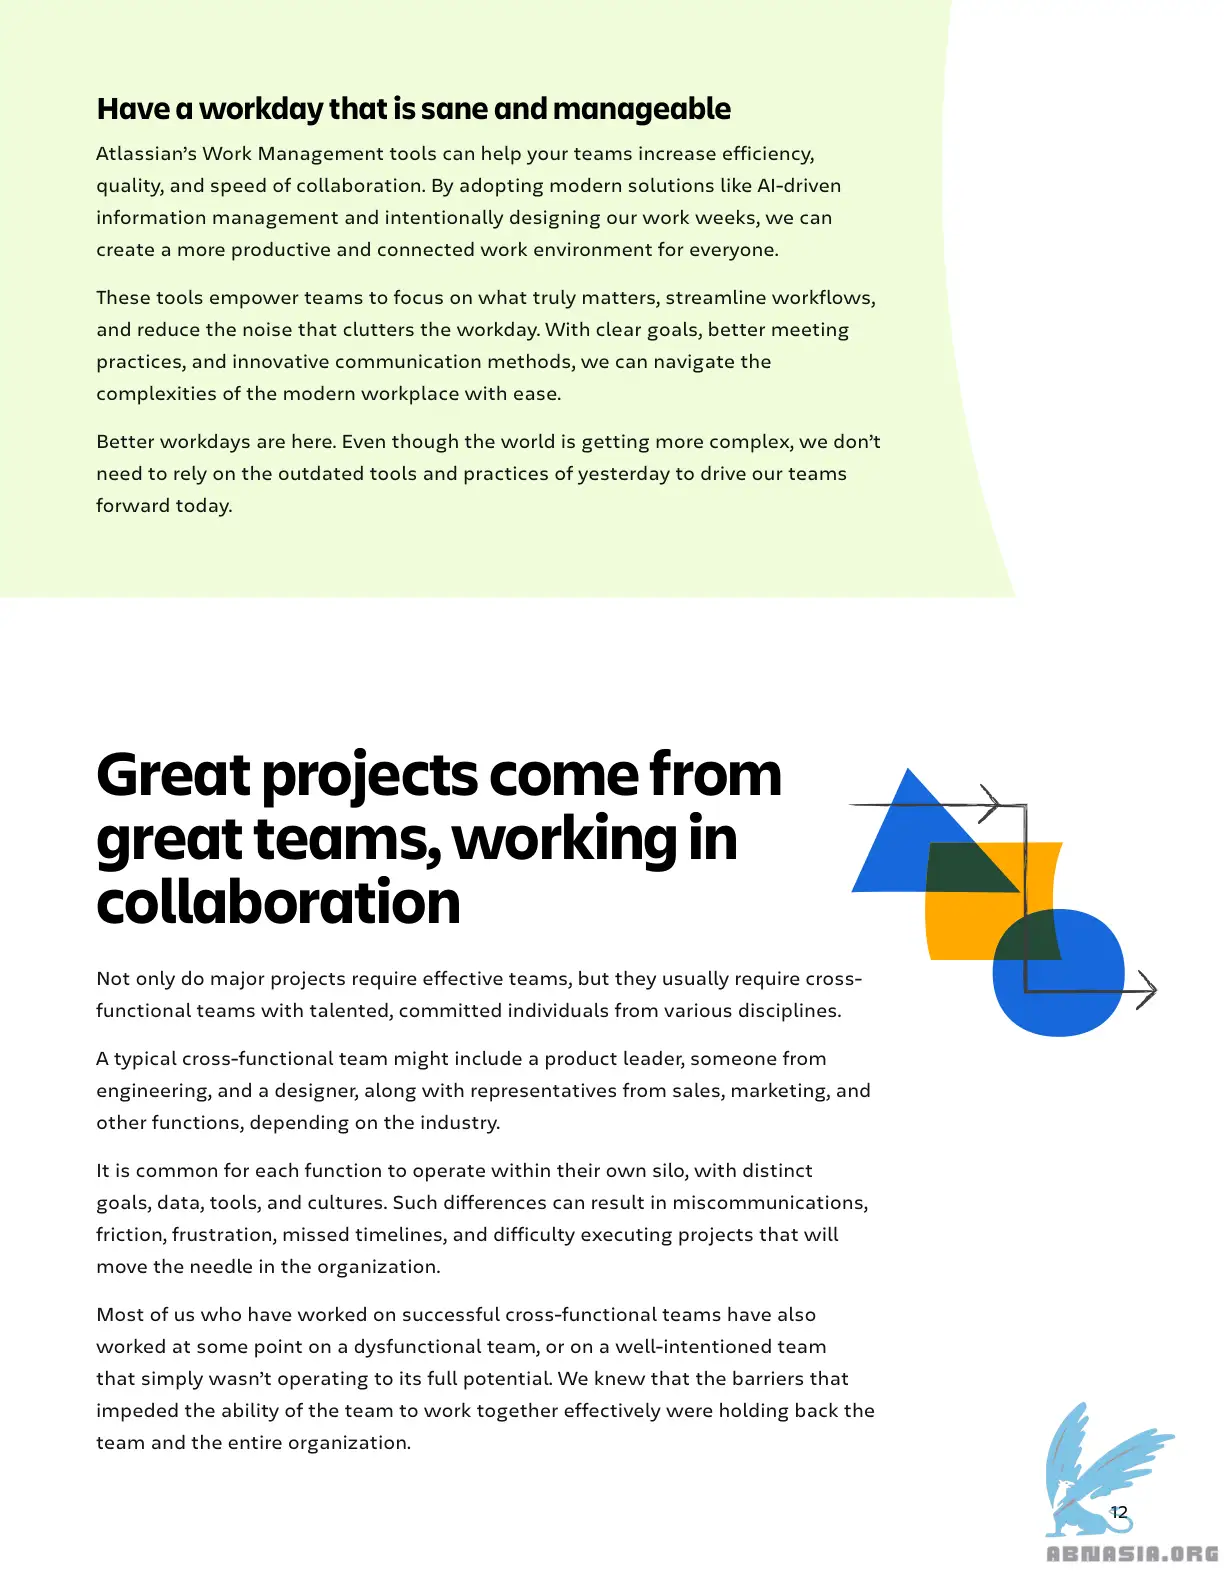 Have a workday that is sane and manageable
Atlassian’s Work Management tools can help your teams increase efficiency,
quality, and speed of collaboration. By adopting modern solutions like AI-driven
information management and intentionally designing our work weeks, we can
create a more productive and connected work environment for everyone.
These tools empower teams to focus on what truly matters, streamline workflows,
and reduce the noise that clutters the workday. With clear goals, better meeting
practices, and innovative communication methods, we can navigate the
complexities of the modern workplace with ease.
Better workdays are here. Even though the world is getting more complex, we don’t
need to rely on the outdated tools and practices of yesterday to drive our teams
forward today.
Great projects come from
great teams, working in
collaboration
Not only do major projects require effective teams, but they usually require cross-
functional teams with talented, committed individuals from various disciplines.
A typical cross-functional team might include a product leader, someone from
engineering, and a designer, along with representatives from sales, marketing, and
other functions, depending on the industry.
It is common for each function to operate within their own silo, with distinct
goals, data, tools, and cultures. Such differences can result in miscommunications,
friction, frustration, missed timelines, and difficulty executing projects that will
move the needle in the organization.
Most of us who have worked on successful cross-functional teams have also
worked at some point on a dysfunctional team, or on a well-intentioned team
that simply wasn’t operating to its full potential. We knew that the barriers that
impeded the ability of the team to work together effectively were holding back the
team and the entire organization.
12
ABNASIA.ORG